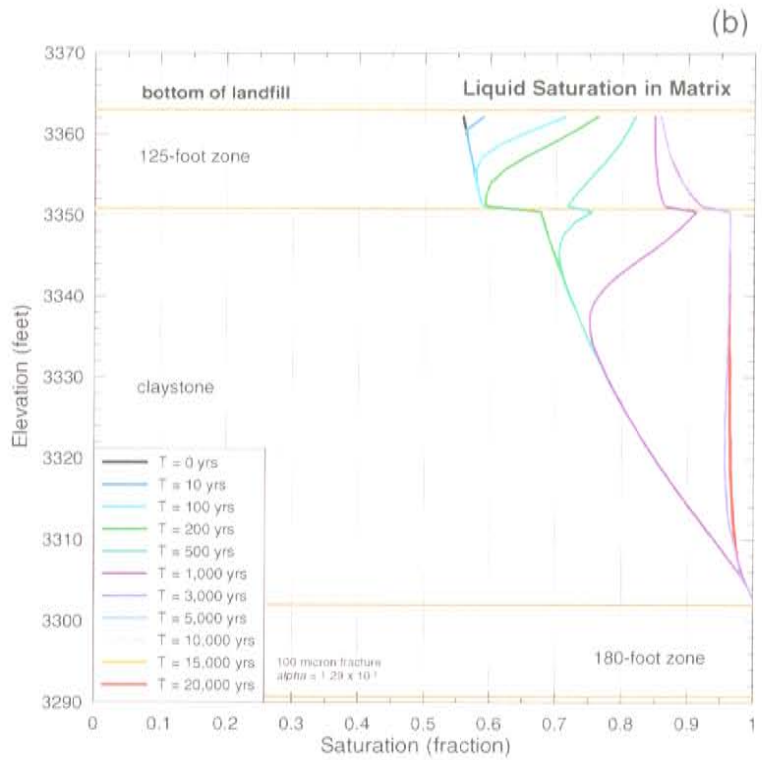 (b)
3370
bottom of landfill
Liquid Saturation in Matrix
3360
125-foot zone
3350
3340
Elevation (feet)
3330
claystone
3320
T = 0 yrs
T = 10 yrs
T = 100 yrs
T = 200 yrs
3310
T = 500 yrs
T = 1,000 yrs
T = 3,000 yrs
T = 5,000 yrs
3300
T = 10,000 yrs
T = 15,000 yrs
T = 20,000 yrs
180-foot zone
100 micron fracture
alpha = 1.29 x 10
3290
0 0.1 0.2 0.3 0.4 0.5 0.6 0.7 0.8 0.9 1
Saturation (fraction)